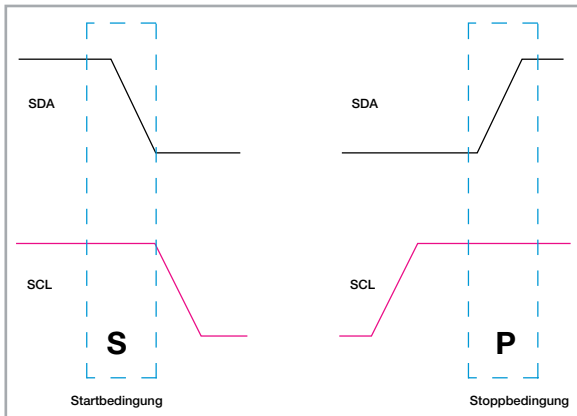 SDA
SDA
SCL
SCL
S
P
Startbedingung
Stoppbedingung